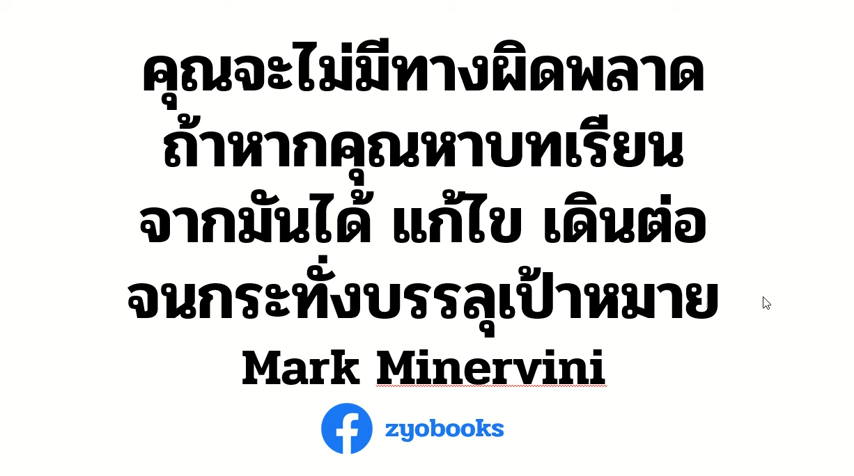 คุณจะไม่มีทางผิดพลาด
ถ้าหากคุณหาบทเรียน
จากมันได้ แก้ไข เดินต่อ
จนกระทั่งบรรลุเป้าหมาย
Mark Minervini
zyobooks